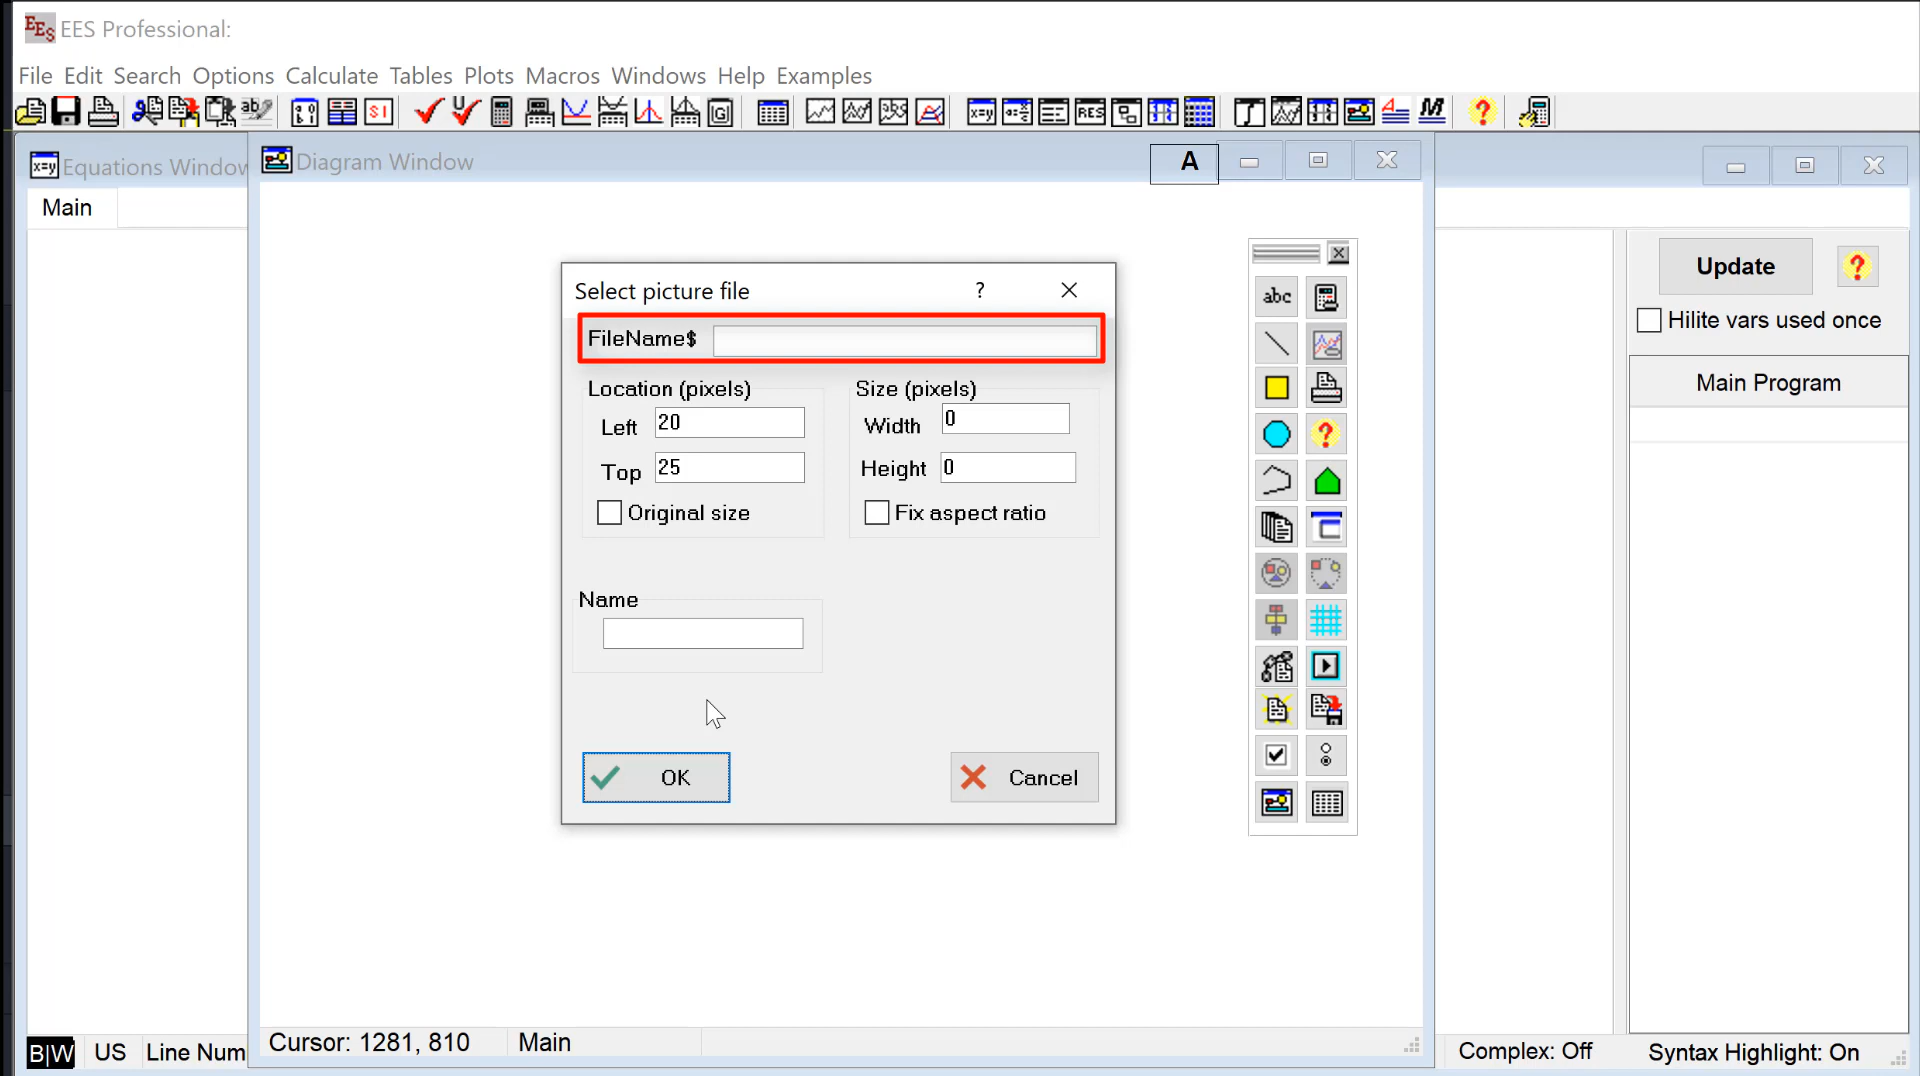 EES EES Professional:
File Edit Search Options Calculate Tables Plots Macros Windows Help Examples
x=y Equations Window
Diagram Window
A
Main
Update
?
Hilite vars used once
Main Program
Select picture file ?
FileName$
Location (pixels)
Left 20
Top 25
Original size
Size (pixels)
Width 0
Height 0
Fix aspect ratio
Name
OK
Cancel
abc
?
Cursor: 1281, 810 Main
B|W US Line Num
Complex: Off Syntax Highlight: On